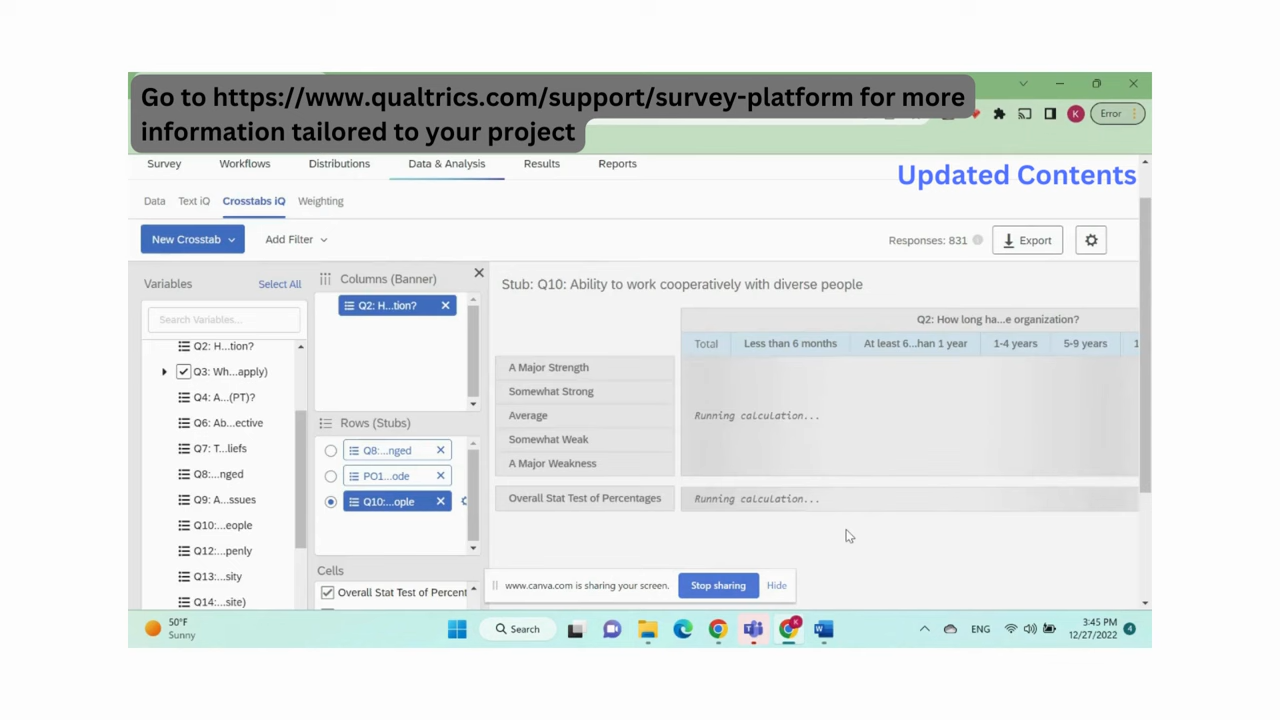 Go to https://www.qualtrics.com/support/survey-platform for more
information tailored to your project
Error
Survey Workflows Distributions Data & Analysis Results Reports
Updated Contents
Data Text iQ Crosstabs iQ Weighting
New Crosstab Add Filter Responses: 831 Export
Variables Select All
Search Variables...
Q2: H...tion?
Q3: Wh...apply)
Q4: A...(PT)?
Q6: Ab...ective
Q7: T...liefs
Q8:...nged
Q9: A...ssues
Q10:...eople
Q12:...penly
Q13:...sity
Q14:...site)
Columns (Banner)
Q2: H...tion?
Rows (Stubs)
Q8:...nged
PO1...ode
Q10:...ople
Cells
Overall Stat Test of Percent
Stub: Q10: Ability to work cooperatively with diverse people
Q2: How long ha...e organization?
Total Less than 6 months At least 6...han 1 year 1-4 years 5-9 years 1
A Major Strength
Somewhat Strong
Average Running calculation...
Somewhat Weak
A Major Weakness
Overall Stat Test of Percentages Running calculation...
www.canva.com is sharing your screen. Stop sharing Hide
50°F
Sunny
Search
ENG
3:45 PM
12/27/2022
4
K